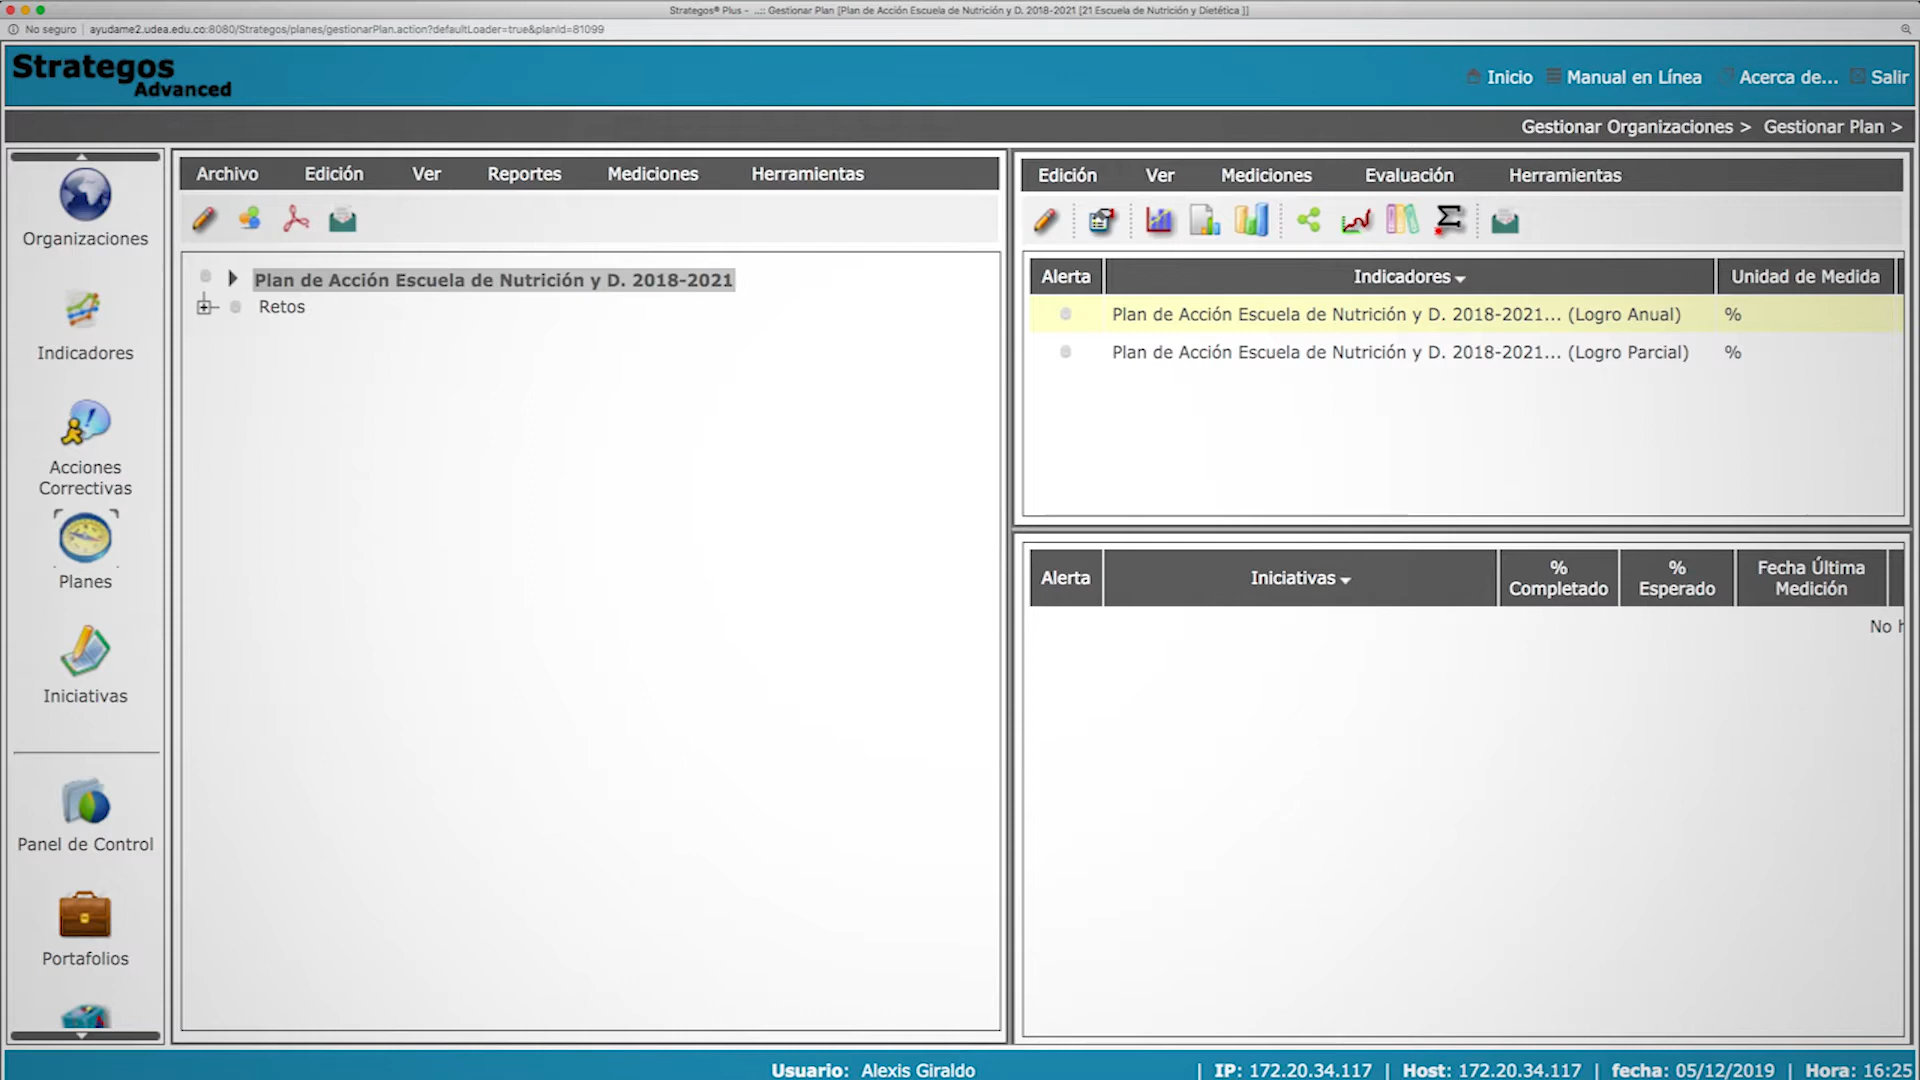 Strategos® Plus - ..:: Gestionar Plan [Plan de Acción Escuela de Nutrición y D. 2018-2021 [21 Escuela de Nutrición y Dietética ]]
No seguro | ayudame2.udea.edu.co:8080/Strategos/planes/gestionarPlan.action?defaultLoader=true&planId=81099
Strategos
Advanced
Inicio Manual en Línea Acerca de... Salir
Gestionar Organizaciones > Gestionar Plan >
Organizaciones
Indicadores
Acciones
Correctivas
Planes
Iniciativas
Panel de Control
Portafolios
Archivo Edición Ver Reportes Mediciones Herramientas
Plan de Acción Escuela de Nutrición y D. 2018-2021
Retos
Edición Ver Mediciones Evaluación Herramientas
Alerta Indicadores Unidad de Medida
Plan de Acción Escuela de Nutrición y D. 2018-2021... (Logro Anual) %
Plan de Acción Escuela de Nutrición y D. 2018-2021... (Logro Parcial) %
Alerta Iniciativas % Completado % Esperado Fecha Última Medición
No
Usuario: Alexis Giraldo | IP: 172.20.34.117 | Host: 172.20.34.117 | fecha: 05/12/2019 | Hora: 16:25